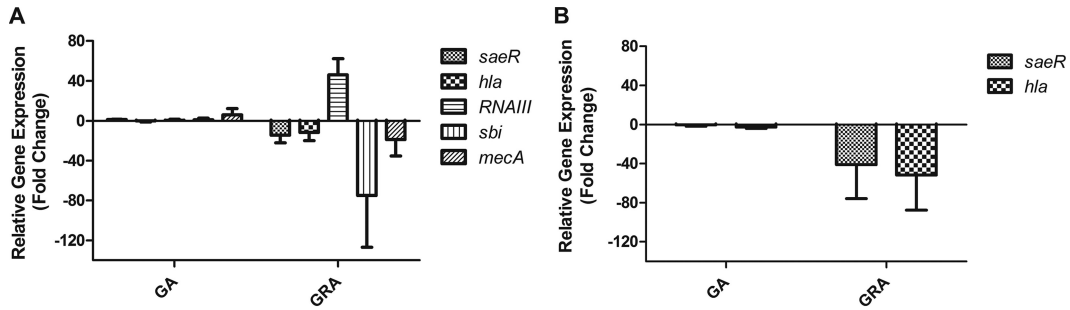 A
Relative Gene Expression
(Fold Change)
80
40
0
-40
-80
-120
GA
GRA
saeR
hla
RNAIII
sbi
mecA
B
Relative Gene Expression
(Fold Change)
80
40
0
-40
-80
-120
GA
GRA
saeR
hla